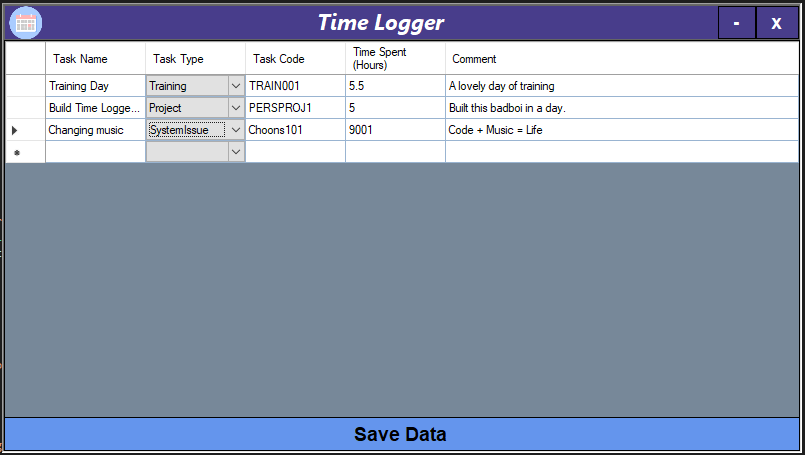 Time Logger
- X
Task Name Task Type Task Code Time Spent (Hours) Comment
Training Day Training TRAIN001 5.5 A lovely day of training
Build Time Logge... Project PERSPROJ1 5 Built this badboi in a day.
Changing music SystemIssue Choons101 9001 Code + Music = Life
Save Data